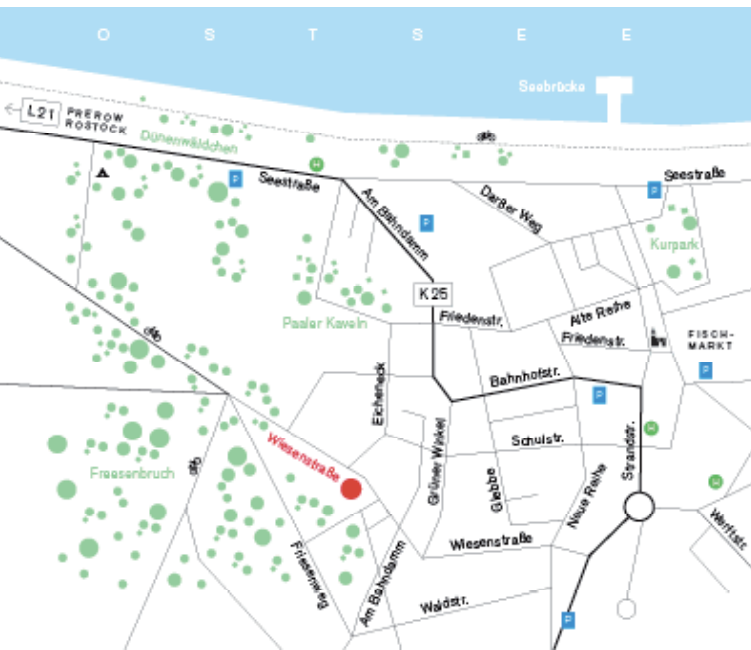 O S T S E E
Seebrücke
L21
PREROW
ROSTOCK
Dünenwäldchen
H
P
Seestraße
Am Bahndamm
P
Darßer Weg
P
Seestraße
Kurpark
K 25
Paaler Kaveln
Friedenstr.
Alte Reihe
Friedenstr.
FISCH-
MARKT
P
Eicheneck
Bahnhofstr.
P
Grüner Winkel
Schulstr.
Strandstr.
H
Wiesenstraße
Freesenbruch
Glebbe
Neue Reihe
H
Werftstr.
Wiesenstraße
Friesenweg
Am Bahndamm
Waldstr.
P